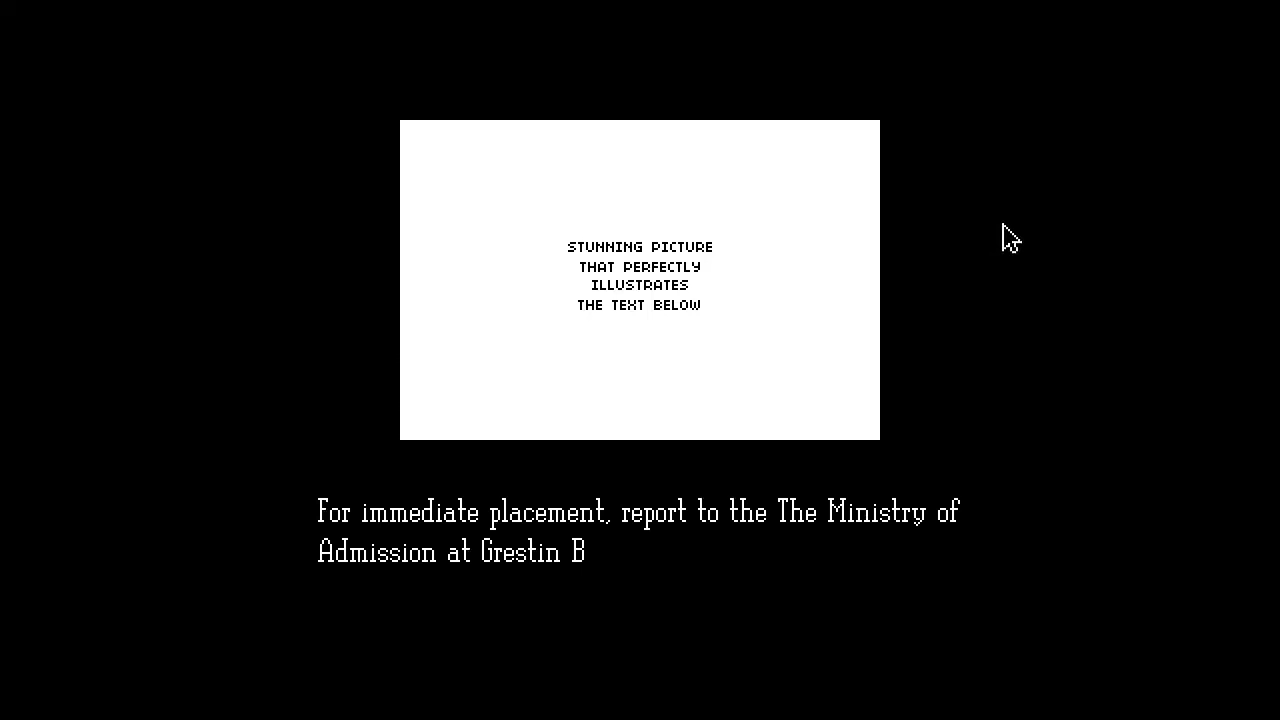 STUNNING PICTURE
THAT PERFECTLY
ILLUSTRATES
THE TEXT BELOW
For immediate placement, report to the The Ministry of
Admission at Grestin B